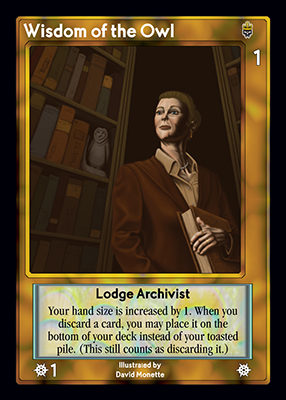 Wisdom of the Owl
1
Lodge Archivist
Your hand size is increased by 1. When you
discard a card, you may place it on the
bottom of your deck instead of your toasted
pile. (This still counts as discarding it.)
Illustrated by
David Monette
1